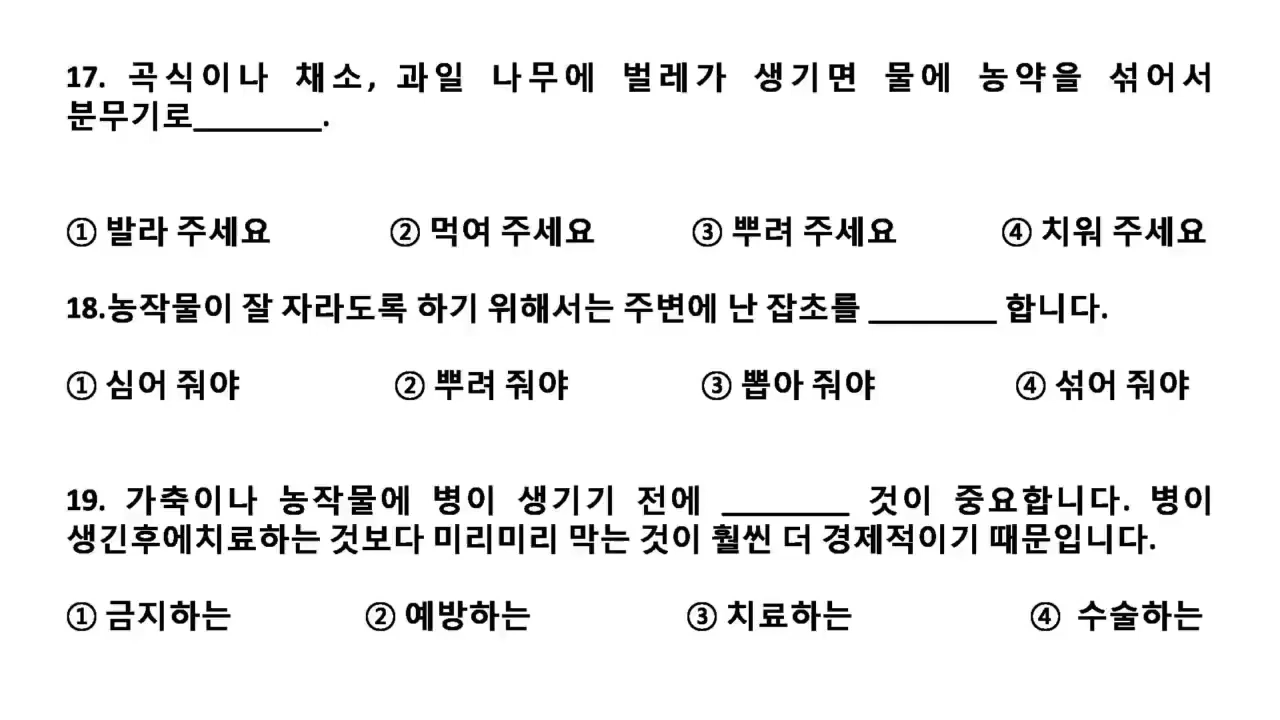 17. 곡식이나 채소, 과일 나무에 벌레가 생기면 물에 농약을 섞어서
분무기로________.
① 발라 주세요 ② 먹여 주세요 ③ 뿌려 주세요 ④ 치워 주세요
18.농작물이 잘 자라도록 하기 위해서는 주변에 난 잡초를 ________ 합니다.
① 심어 줘야 ② 뿌려 줘야 ③ 뽑아 줘야 ④ 섞어 줘야
19. 가축이나 농작물에 병이 생기기 전에 ________ 것이 중요합니다. 병이
생긴후에치료하는 것보다 미리미리 막는 것이 훨씬 더 경제적이기 때문입니다.
① 금지하는 ② 예방하는 ③ 치료하는 ④ 수술하는